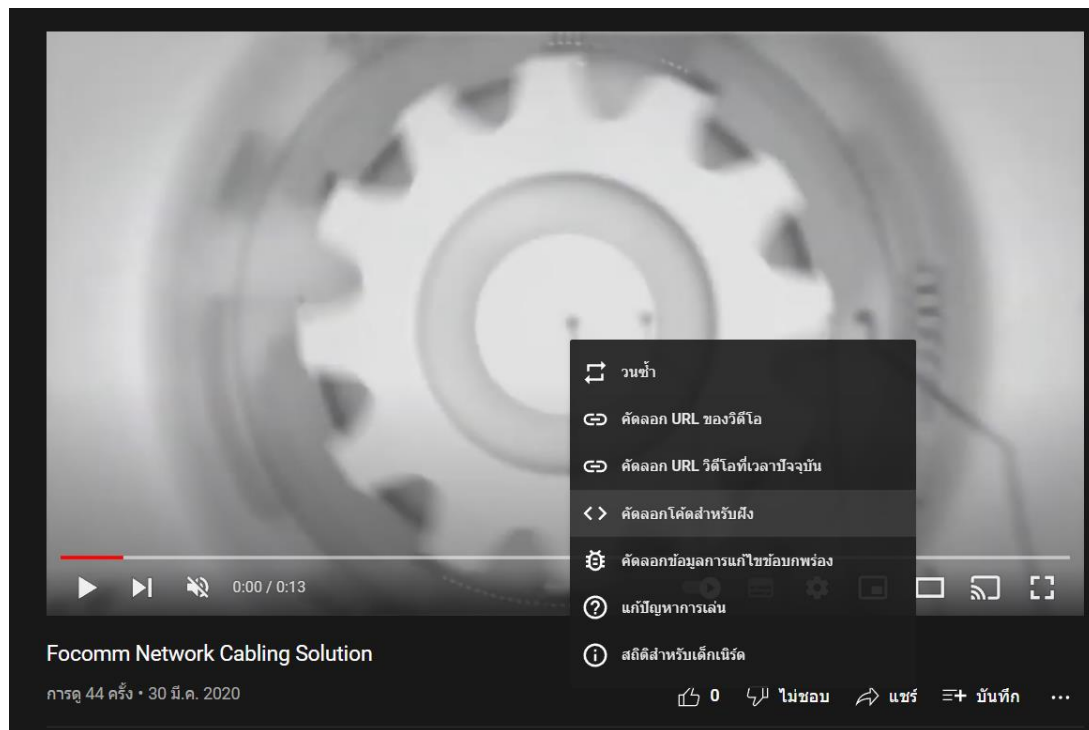 วนซ้ำ
คัดลอก URL ของวิดีโอ
คัดลอก URL วิดีโอที่เวลาปัจจุบัน
คัดลอกโค้ดสำหรับฝัง
คัดลอกข้อมูลการแก้ไขข้อบกพร่อง
0:00 / 0:13
แก้ปัญหาการเล่น
สถิติสำหรับเด็กเนิร์ด
Focomm Network Cabling Solution
การดู 44 ครั้ง • 30 มี.ค. 2020
0 ไม่ชอบ แชร์ บันทึก